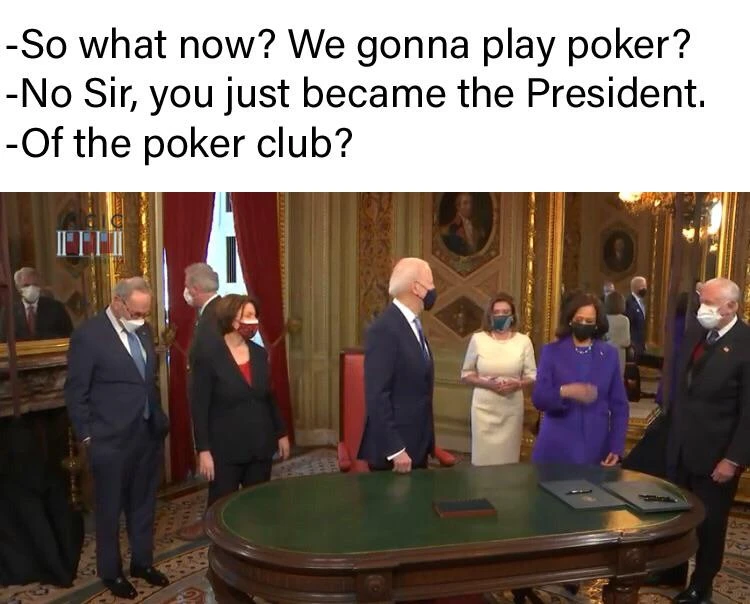 -So what now? We gonna play poker?
-No Sir, you just became the President.
-Of the poker club?